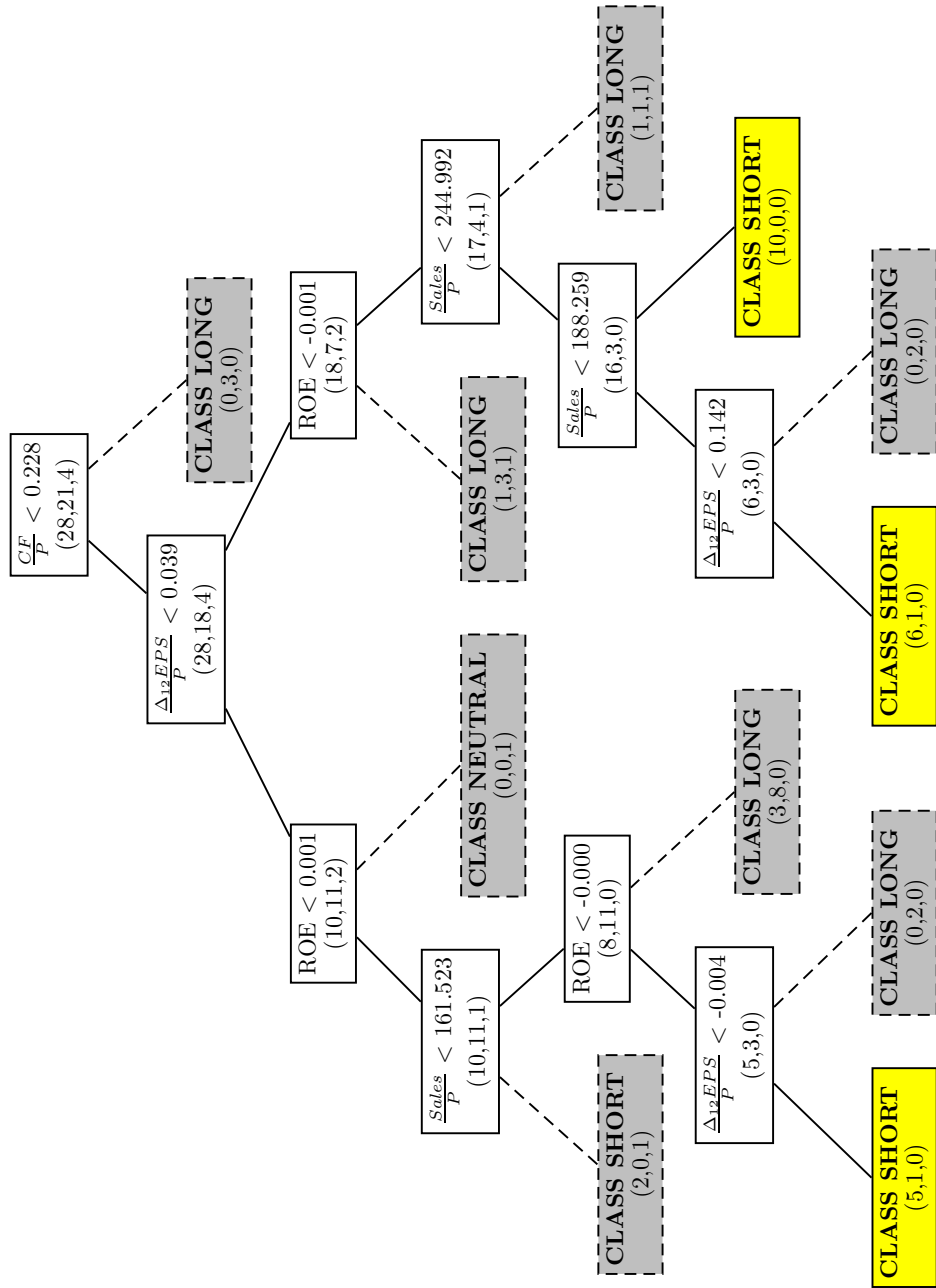 CF/P < 0.228
(28,21,4)
Δ₁₂EPS/P < 0.039
(28,18,4)
CLASS LONG
(0,3,0)
ROE < 0.001
(10,11,2)
ROE < -0.001
(18,7,2)
Sales/P < 161.523
(10,11,1)
CLASS NEUTRAL
(0,0,1)
CLASS LONG
(1,3,1)
Sales/P < 244.992
(17,4,1)
CLASS SHORT
(2,0,1)
ROE < -0.000
(8,11,0)
Sales/P < 188.259
(16,3,0)
CLASS LONG
(1,1,1)
Δ₁₂EPS/P < -0.004
(5,3,0)
CLASS LONG
(3,8,0)
Δ₁₂EPS/P < 0.142
(6,3,0)
CLASS SHORT
(10,0,0)
CLASS SHORT
(5,1,0)
CLASS LONG
(0,2,0)
CLASS SHORT
(6,1,0)
CLASS LONG
(0,2,0)